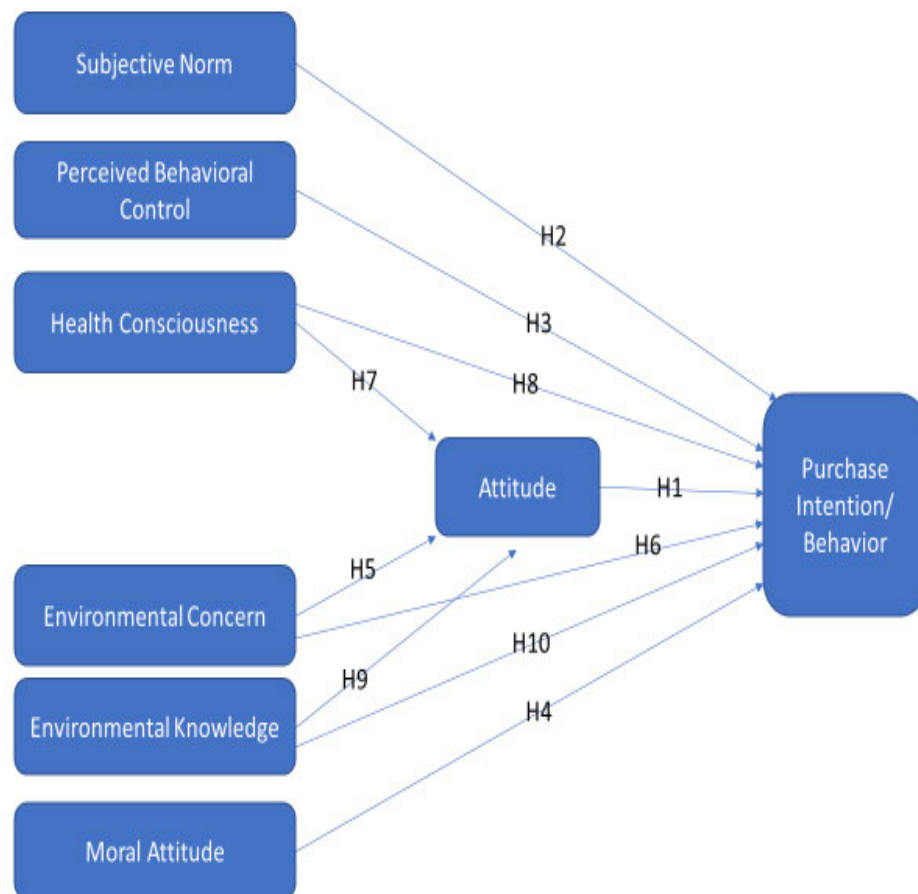 Subjective Norm
Perceived Behavioral
Control
H2
Health Consciousness
H3
H7
H8
Attitude
H1
Purchase
Intention/
Behavior
H5
H6
Environmental Concern
H10
H9
Environmental Knowledge
H4
Moral Attitude